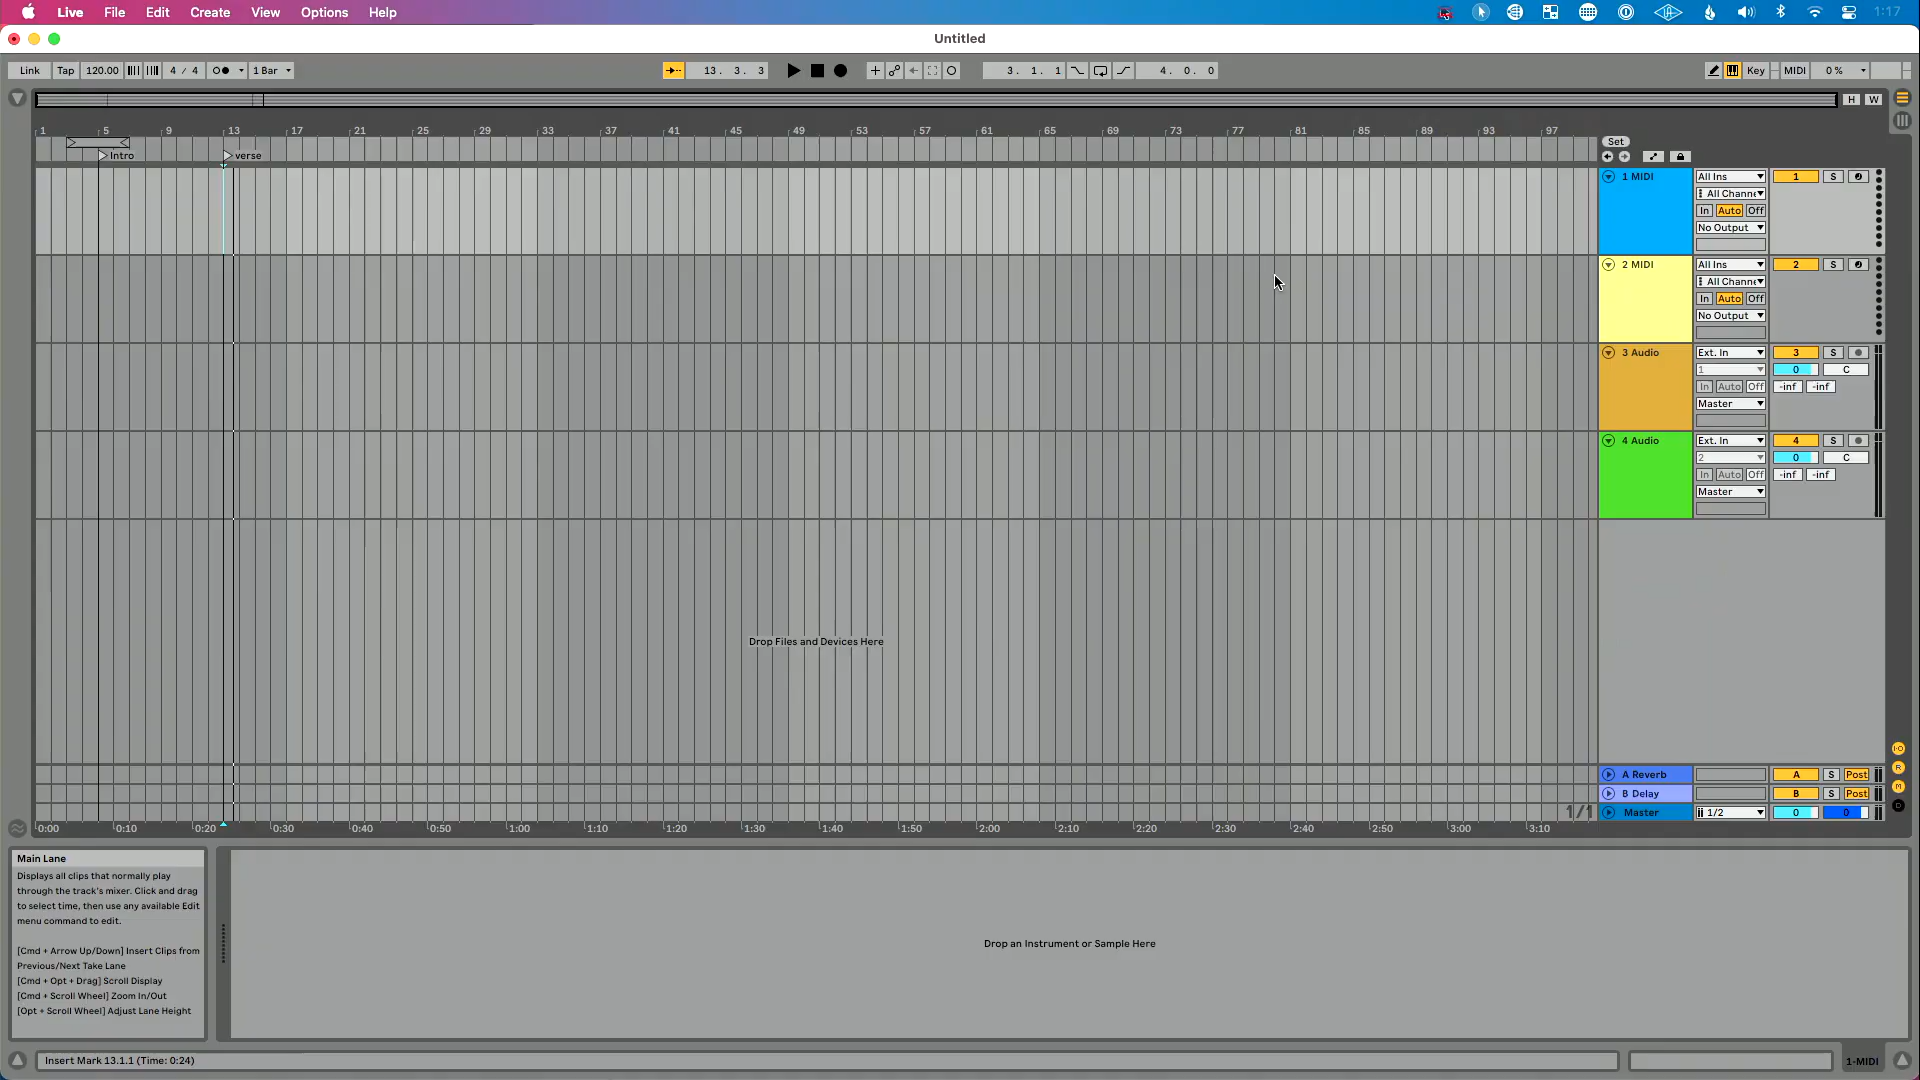 Live File Edit Create View Options Help 1:17
Untitled
Link Tap 120.00 4 / 4 1 Bar 13. 3. 3 3. 1. 1 4. 0. 0 Key MIDI 0 %
H W
1 5 9 13 17 21 25 29 33 37 41 45 49 53 57 61 65 69 73 77 81 85 89 93 97
Set
Intro verse
1 MIDI All Ins 1 S
All Channe
In Auto Off
No Output
2 MIDI All Ins 2 S
All Channe
In Auto Off
No Output
3 Audio Ext. In 3 S
1 0 C
In Auto Off -inf -inf
Master
4 Audio Ext. In 4 S
2 0 C
In Auto Off -inf -inf
Master
Drop Files and Devices Here
A Reverb A S Post
B Delay B S Post
1/1 Master 1/2 0 0
0:00 0:10 0:20 0:30 0:40 0:50 1:00 1:10 1:20 1:30 1:40 1:50 2:00 2:10 2:20 2:30 2:40 2:50 3:00 3:10
I·O
R
M
D
Main Lane
Displays all clips that normally play
through the track's mixer. Click and drag
to select time, then use any available Edit
menu command to edit.
[Cmd + Arrow Up/Down] Insert Clips from
Previous/Next Take Lane
[Cmd + Opt + Drag] Scroll Display
[Cmd + Scroll Wheel] Zoom In/Out
[Opt + Scroll Wheel] Adjust Lane Height
Drop an Instrument or Sample Here
Insert Mark 13.1.1 (Time: 0:24) 1-MIDI